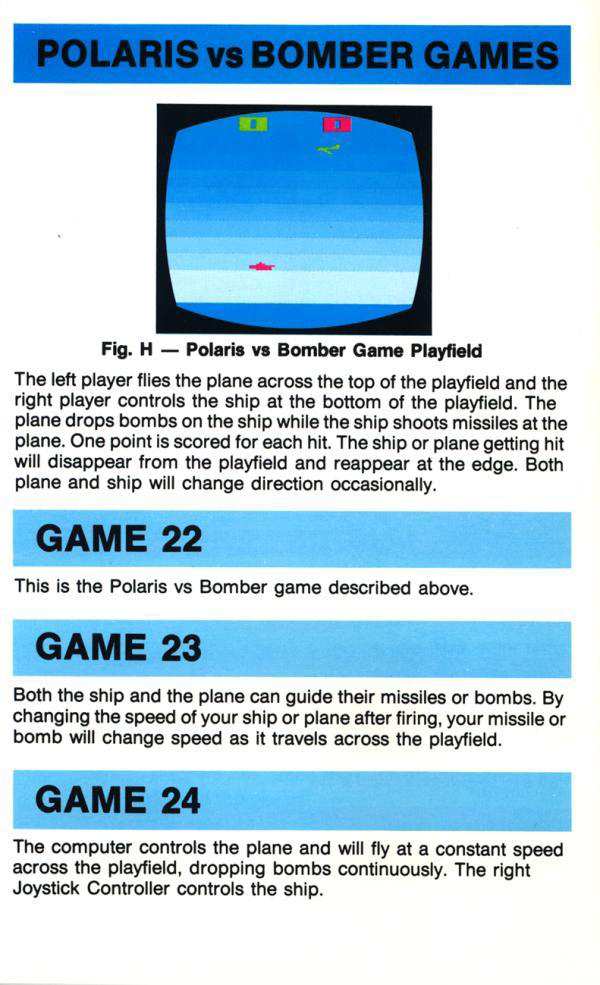 POLARIS vs BOMBER GAMES
Fig. H — Polaris vs Bomber Game Playfield
The left player flies the plane across the top of the playfield and the
right player controls the ship at the bottom of the playfield. The
plane drops bombs on the ship while the ship shoots missiles at the
plane. One point is scored for each hit. The ship or plane getting hit
will disappear from the playfield and reappear at the edge. Both
plane and ship will change direction occasionally.
GAME 22
This is the Polaris vs Bomber game described above.
GAME 23
Both the ship and the plane can guide their missiles or bombs. By
changing the speed of your ship or plane after firing, your missile or
bomb will change speed as it travels across the playfield.
GAME 24
The computer controls the plane and will fly at a constant speed
across the playfield, dropping bombs continuously. The right
Joystick Controller controls the ship.